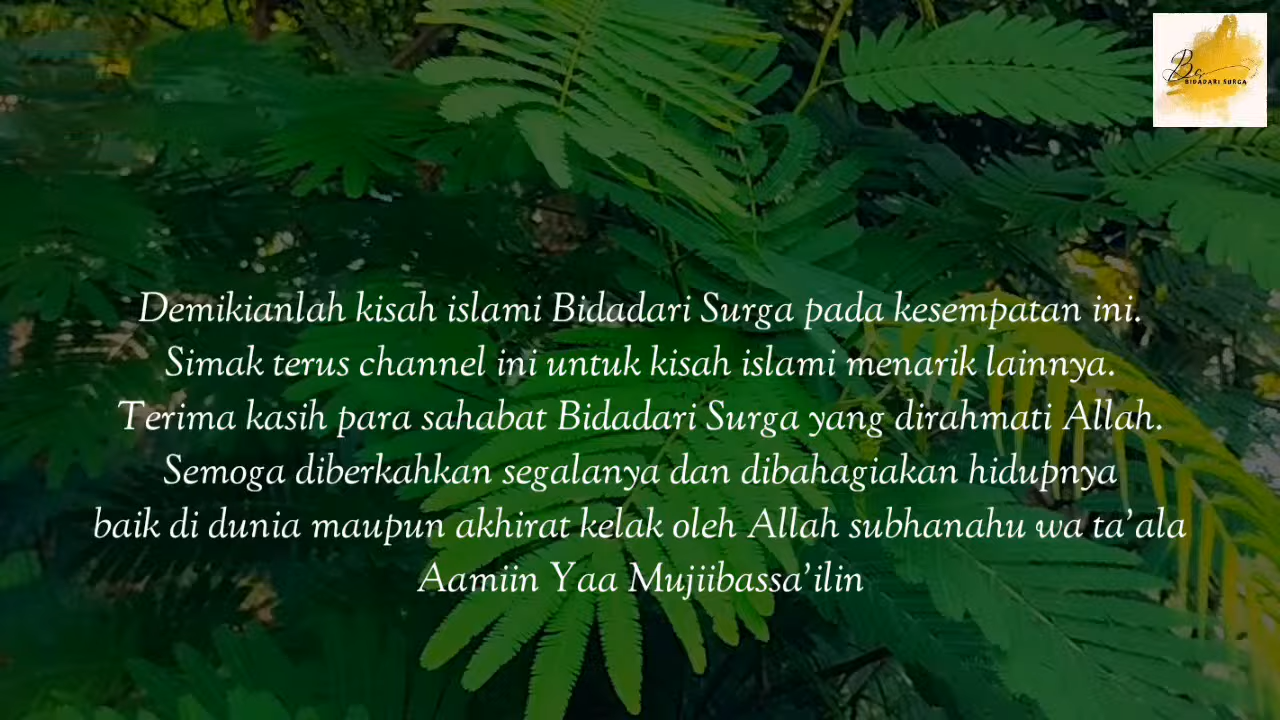 Bs
BIDADARI SURGA
Demikianlah kisah islami Bidadari Surga pada kesempatan ini.
Simak terus channel ini untuk kisah islami menarik lainnya.
Terima kasih para sahabat Bidadari Surga yang dirahmati Allah.
Semoga diberkahkan segalanya dan dibahagiakan hidupnya
baik di dunia maupun akhirat kelak oleh Allah subhanahu wa ta'ala
Aamiin Yaa Mujiibassa'ilin